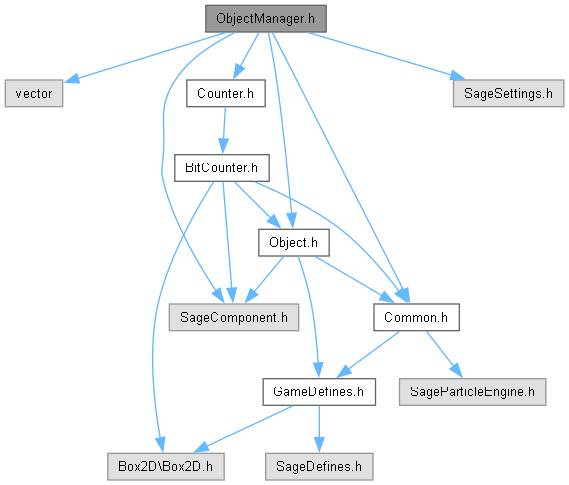 ObjectManager.h
vector
Counter.h
SageSettings.h
BitCounter.h
Object.h
SageComponent.h
Common.h
GameDefines.h
SageParticleEngine.h
Box2D\Box2D.h
SageDefines.h